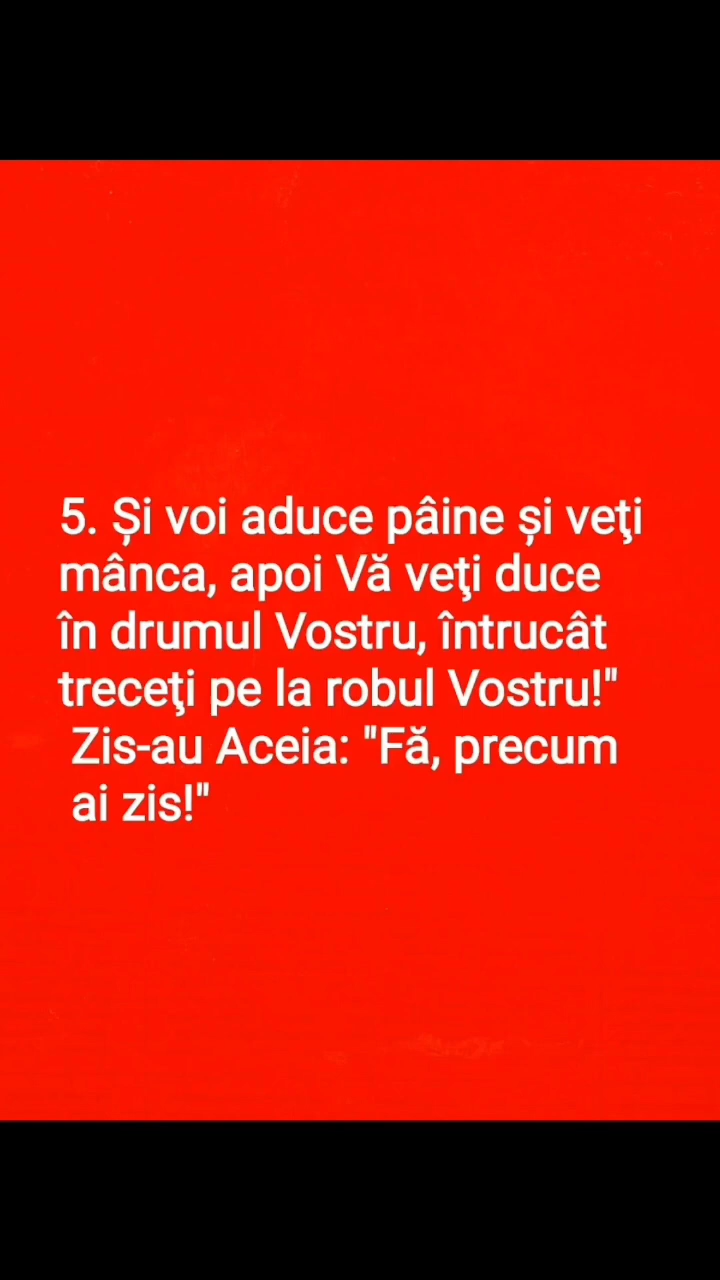 5. Și voi aduce pâine și veţi
mânca, apoi Vă veţi duce
în drumul Vostru, întrucât
treceţi pe la robul Vostru!"
Zis-au Aceia: "Fă, precum
ai zis!"